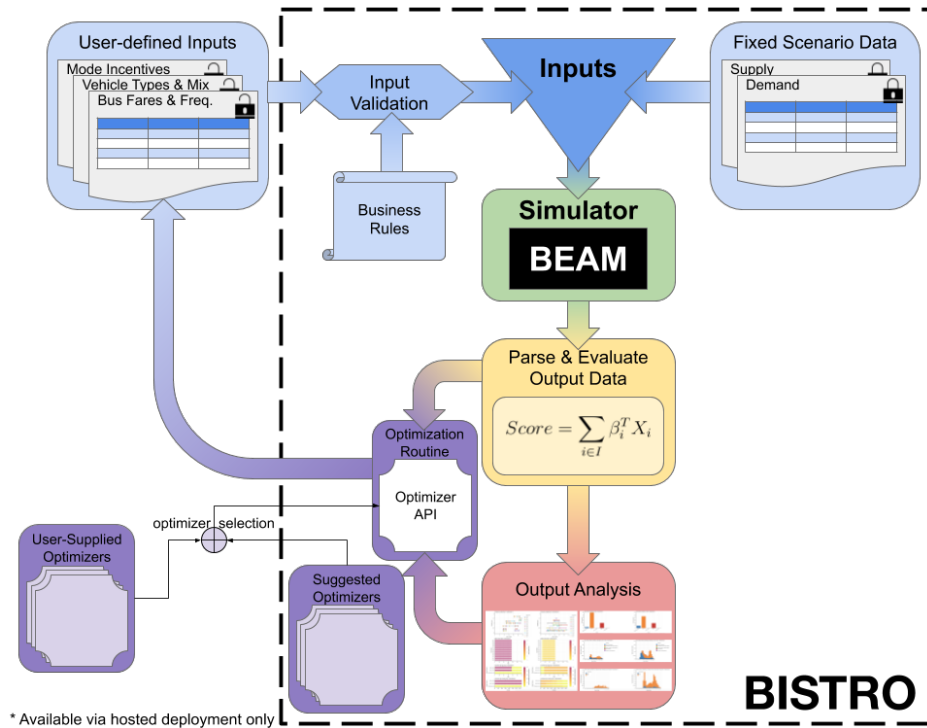 User-defined Inputs
Mode Incentives
Vehicle Types & Mix
Bus Fares & Freq.
Input
Validation
Inputs
Fixed Scenario Data
Supply
Demand
Business
Rules
Simulator
BEAM
Parse & Evaluate
Output Data
Score = ∑ i∈I β_i^T X_i
Optimization
Routine
Optimizer
API
optimizer selection
User-Supplied
Optimizers
Suggested
Optimizers
Output Analysis
BISTRO
* Available via hosted deployment only